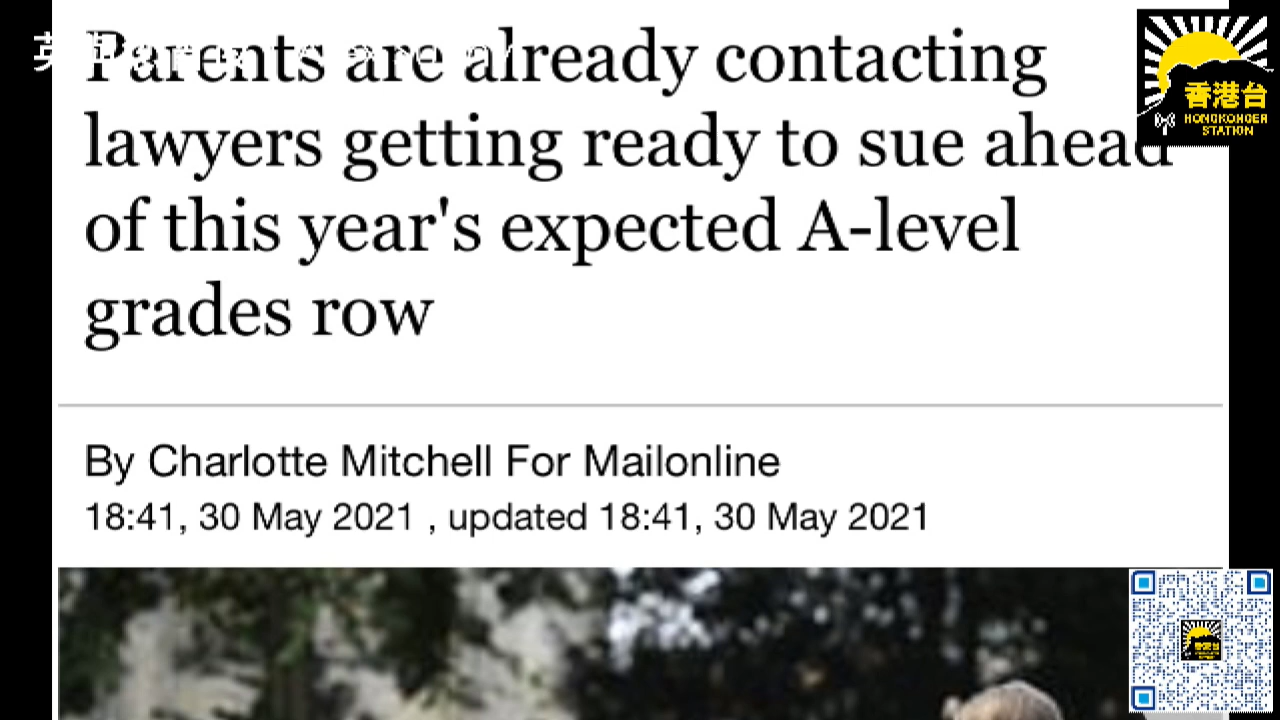 Parents are already contacting
lawyers getting ready to sue ahead
of this year's expected A-level
grades row
By Charlotte Mitchell For Mailonline
18:41, 30 May 2021 , updated 18:41, 30 May 2021
香港台
HONGKONGER
STATION